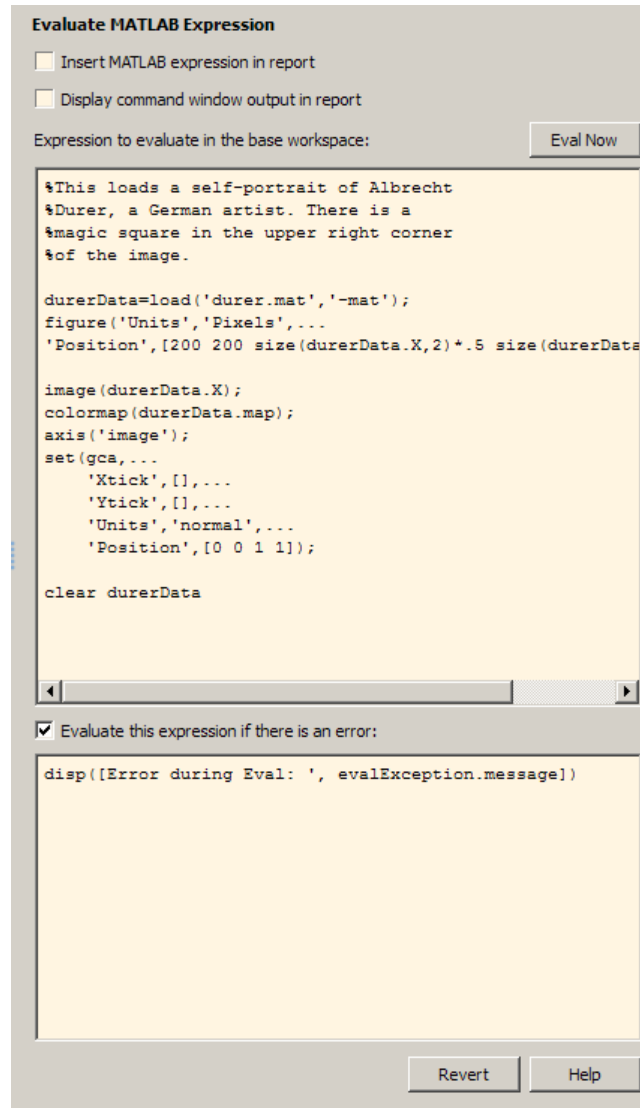 Evaluate MATLAB Expression
Insert MATLAB expression in report
Display command window output in report
Expression to evaluate in the base workspace:
Eval Now
%This loads a self-portrait of Albrecht
%Durer, a German artist. There is a
%magic square in the upper right corner
%of the image.
durerData=load('durer.mat','-mat');
figure('Units','Pixels',...
'Position',[200 200 size(durerData.X,2)*.5 size(durerData
image(durerData.X);
colormap(durerData.map);
axis('image');
set(gca,...
'Xtick',[],...
'Ytick',[],...
'Units','normal',...
'Position',[0 0 1 1]);
clear durerData
Evaluate this expression if there is an error:
disp([Error during Eval: ', evalException.message])
Revert
Help